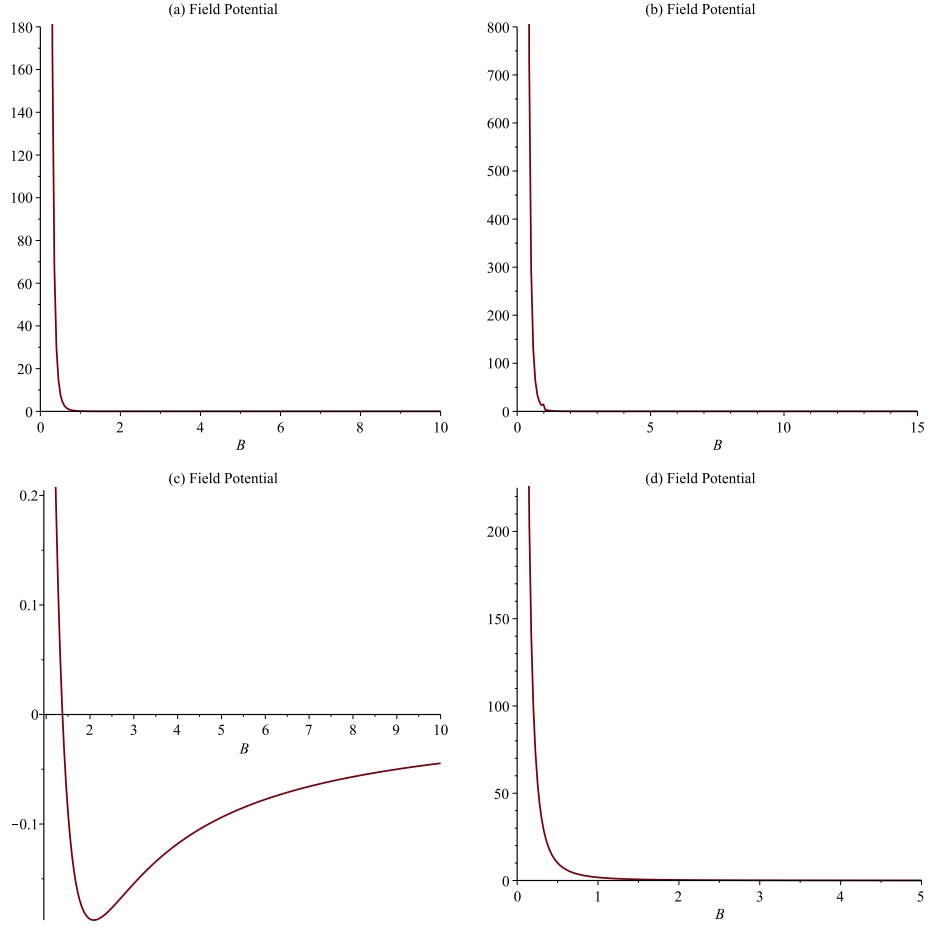 (a) Field Potential
180
160
140
120
100
80
60
40
20
0
0 2 4 6 8 10
B
(b) Field Potential
800
700
600
500
400
300
200
100
0
0 5 10 15
B
(c) Field Potential
0.2
0.1
0
2 3 4 5 6 7 8 9 10
B
−0.1
(d) Field Potential
200
150
100
50
0
0 1 2 3 4 5
B